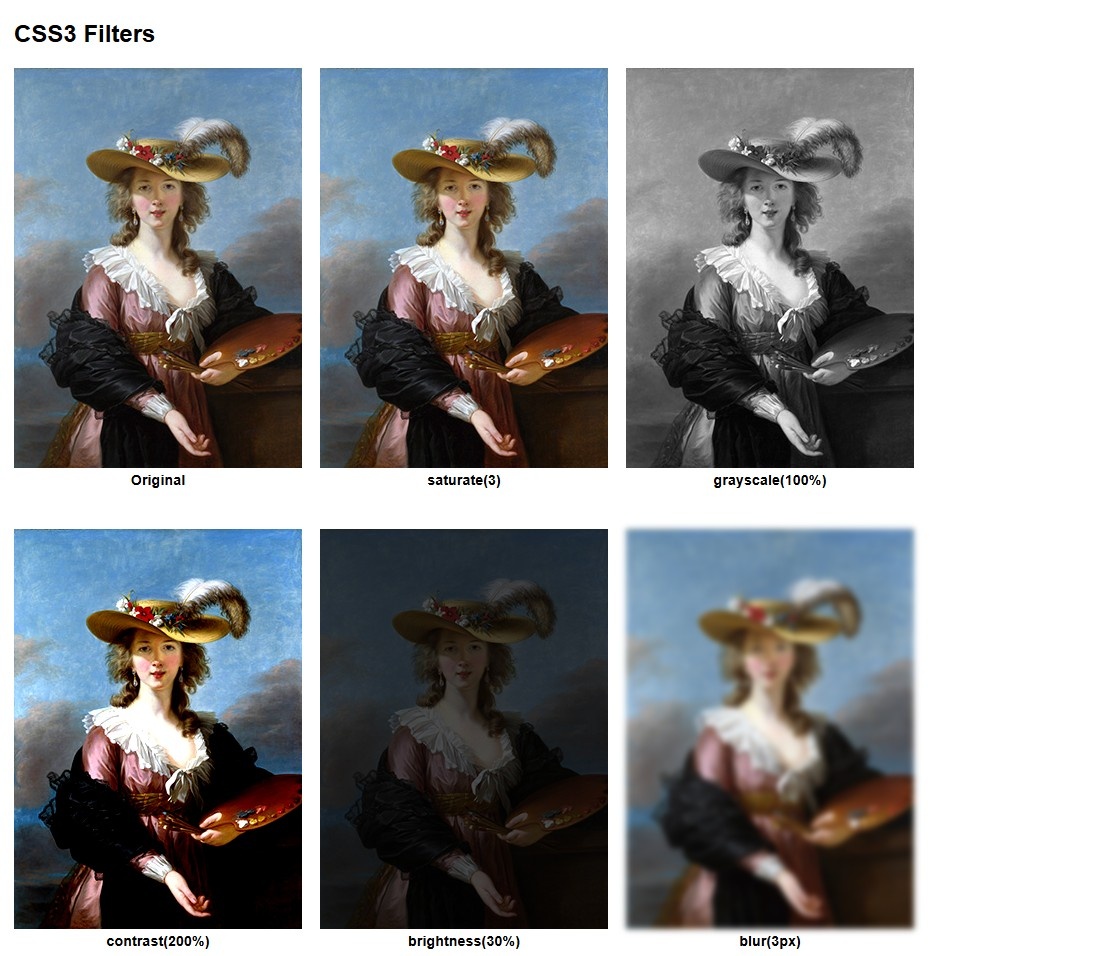 CSS3 Filters
Original
saturate(3)
grayscale(100%)
contrast(200%)
brightness(30%)
blur(3px)